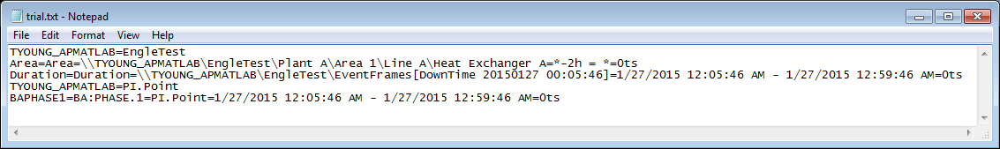 trial.txt - Notepad
File Edit Format View Help
TYOUNG_APMATLAB=EngleTest
Area=Area=\\TYOUNG_APMATLAB\EngleTest\Plant A\Area 1\Line A\Heat Exchanger A=*-2h = *=0ts
Duration=Duration=\\TYOUNG_APMATLAB\EngleTest\EventFrames[DownTime 20150127 00:05:46]=1/27/2015 12:05:46 AM - 1/27/2015 12:59:46 AM=0ts
TYOUNG_APMATLAB=PI.Point
BAPHASE1=BA:PHASE.1=PI.Point=1/27/2015 12:05:46 AM - 1/27/2015 12:59:46 AM=0ts